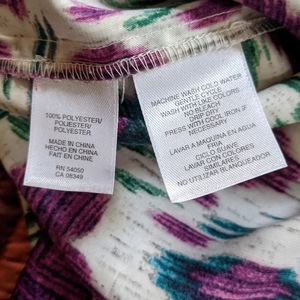 100% POLYESTER/
POLIESTER/
POLYESTER
MADE IN CHINA
HECHO EN CHINA
FAIT EN CHINE
RN 54050
CA 08349
MACHINE WASH COLD WATER
GENTLE CYCLE
WASH WITH LIKE COLORS
NO BLEACH
DRIP DRY
PRESS WITH COOL IRON, IF
NECESSARY
LAVAR A MAQUINA EN AGUA
FRIA
CICLO SUAVE
LAVAR CON COLORES
SIMILARES
NO UTILIZAR BLANQUEADOR